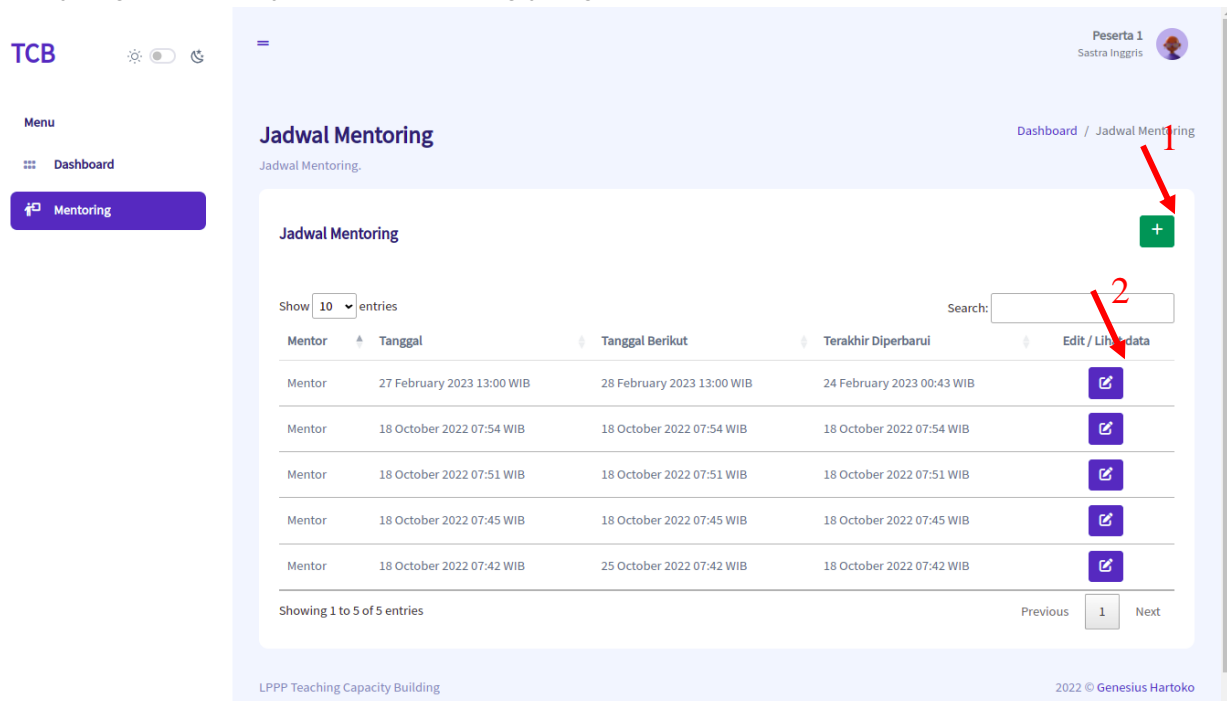 TCB
Peserta 1
Sastra Inggris
Menu
Dashboard
Mentoring
Jadwal Mentoring
Dashboard / Jadwal Mentoring
Jadwal Mentoring.
1
Jadwal Mentoring
+
2
Show 10 entries
Search:
Mentor Tanggal Tanggal Berikut Terakhir Diperbarui Edit / Lihat data
Mentor 27 February 2023 13:00 WIB 28 February 2023 13:00 WIB 24 February 2023 00:43 WIB
Mentor 18 October 2022 07:54 WIB 18 October 2022 07:54 WIB 18 October 2022 07:54 WIB
Mentor 18 October 2022 07:51 WIB 18 October 2022 07:51 WIB 18 October 2022 07:51 WIB
Mentor 18 October 2022 07:45 WIB 18 October 2022 07:45 WIB 18 October 2022 07:45 WIB
Mentor 18 October 2022 07:42 WIB 25 October 2022 07:42 WIB 18 October 2022 07:42 WIB
Showing 1 to 5 of 5 entries
Previous 1 Next
LPPP Teaching Capacity Building
2022 © Genesius Hartoko